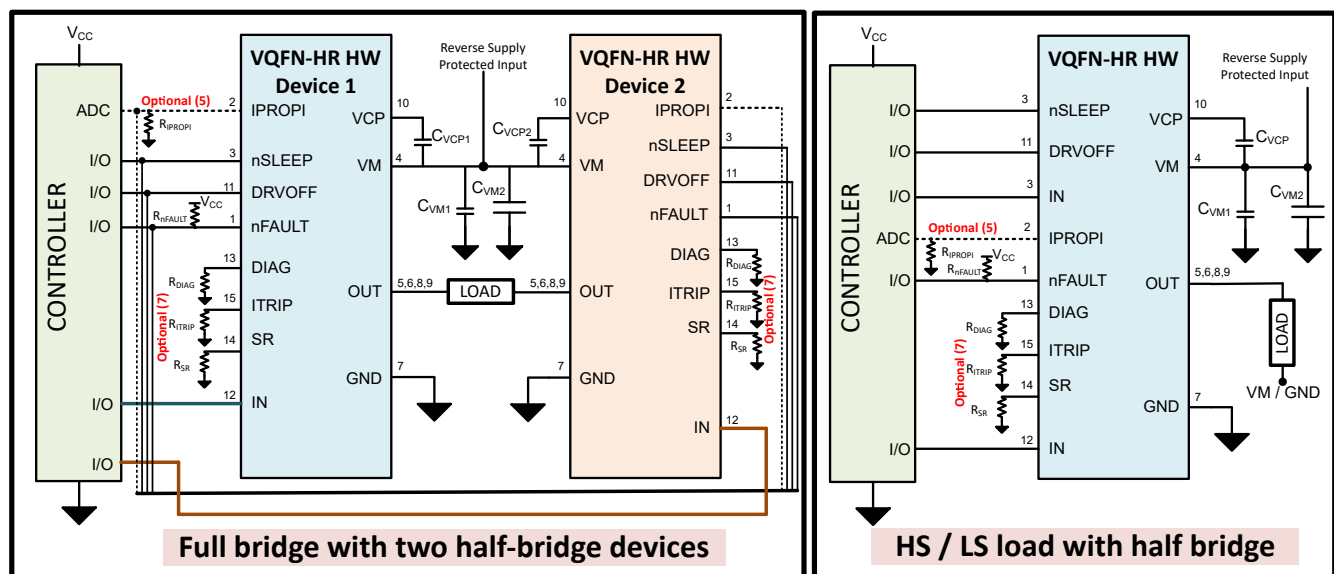 VCC
CONTROLLER
ADC
I/O
I/O
I/O
I/O
I/O
Optional (5)
RIPROPI
VCC
RnFAULT
RDIAG
RITRIP
RSR
Optional (7)
2
3
11
1
13
15
14
12
VQFN-HR HW
Device 1
IPROPI
nSLEEP
DRVOFF
nFAULT
DIAG
ITRIP
SR
IN
VCP
VM
OUT
GND
10
4
5,6,8,9
7
CVCP1
Reverse Supply
Protected Input
CVCP2
CVM1
CVM2
LOAD
10
4
5,6,8,9
7
VQFN-HR HW
Device 2
VCP
VM
OUT
GND
IPROPI
nSLEEP
DRVOFF
nFAULT
DIAG
ITRIP
SR
IN
2
3
11
1
13
15
14
12
RDIAG
RITRIP
RSR
Optional (7)
Full bridge with two half-bridge devices
VCC
CONTROLLER
I/O
I/O
I/O
ADC
I/O
I/O
3
11
3
2
1
13
15
14
12
Optional (5)
RIPROPI
VCC
RnFAULT
RDIAG
RITRIP
RSR
Optional (7)
VQFN-HR HW
nSLEEP
DRVOFF
IN
IPROPI
nFAULT
DIAG
ITRIP
SR
IN
VCP
VM
OUT
GND
10
4
5,6,8,9
7
Reverse Supply
Protected Input
CVCP
CVM1
CVM2
LOAD
VM / GND
HS / LS load with half bridge